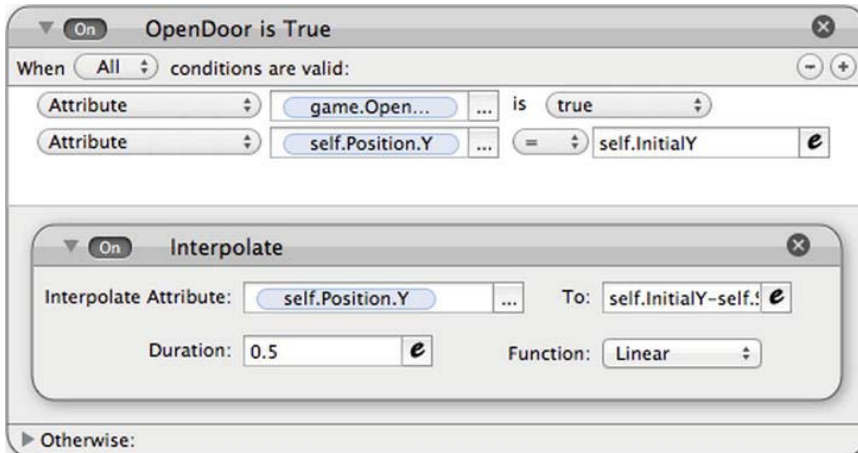 On OpenDoor is True
When All conditions are valid:
Attribute game.Open... ... is true
Attribute self.Position.Y ... = self.InitialY e
On Interpolate
Interpolate Attribute: self.Position.Y ... To: self.InitialY-self.S e
Duration: 0.5 e Function: Linear
Otherwise: